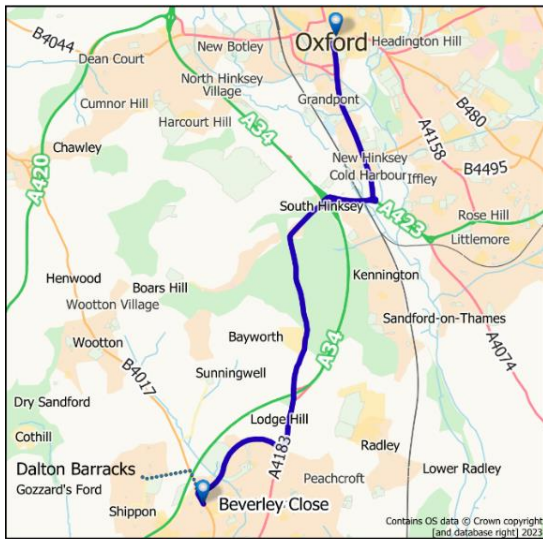 B4044
New Botley
Oxford
Headington Hill
Dean Court
North Hinksey
Village
Cumnor Hill
Grandpont
B480
Harcourt Hill
A34
A4158
Chawley
A420
New Hinksey
Cold Harbour
Iffley
B4495
South Hinksey
A423
Rose Hill
Littlemore
Kennington
Henwood
Boars Hill
Wootton Village
Sandford-on-Thames
Wootton
Bayworth
A34
A4074
B4017
Sunningwell
Dry Sandford
Lodge Hill
Cothill
A4183
Radley
Dalton Barracks
Lower Radley
Gozzard's Ford
Peachcroft
Shippon
Beverley Close
Contains OS data © Crown copyright
[and database right] 2023